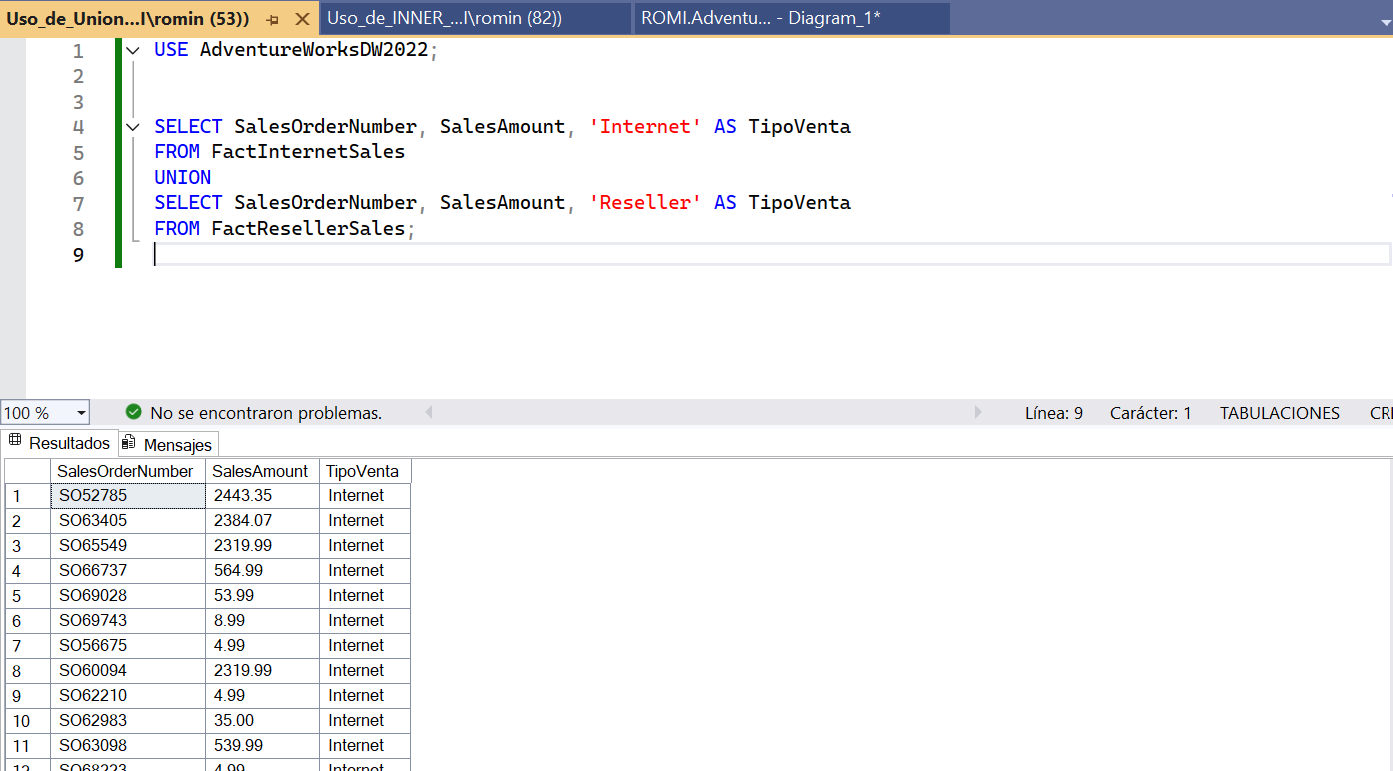 Uso_de_Union...I\romin (53)) Uso_de_INNER_...I\romin (82)) ROMI.Adventu... - Diagram_1*
1 USE AdventureWorksDW2022;
2
3
4 SELECT SalesOrderNumber, SalesAmount, 'Internet' AS TipoVenta
5 FROM FactInternetSales
6 UNION
7 SELECT SalesOrderNumber, SalesAmount, 'Reseller' AS TipoVenta
8 FROM FactResellerSales;
9
100 % No se encontraron problemas. Línea: 9 Carácter: 1 TABULACIONES CR
Resultados Mensajes
SalesOrderNumber SalesAmount TipoVenta
1 SO52785 2443.35 Internet
2 SO63405 2384.07 Internet
3 SO65549 2319.99 Internet
4 SO66737 564.99 Internet
5 SO69028 53.99 Internet
6 SO69743 8.99 Internet
7 SO56675 4.99 Internet
8 SO60094 2319.99 Internet
9 SO62210 4.99 Internet
10 SO62983 35.00 Internet
11 SO63098 539.99 Internet
12 SO68223 4.99 Internet